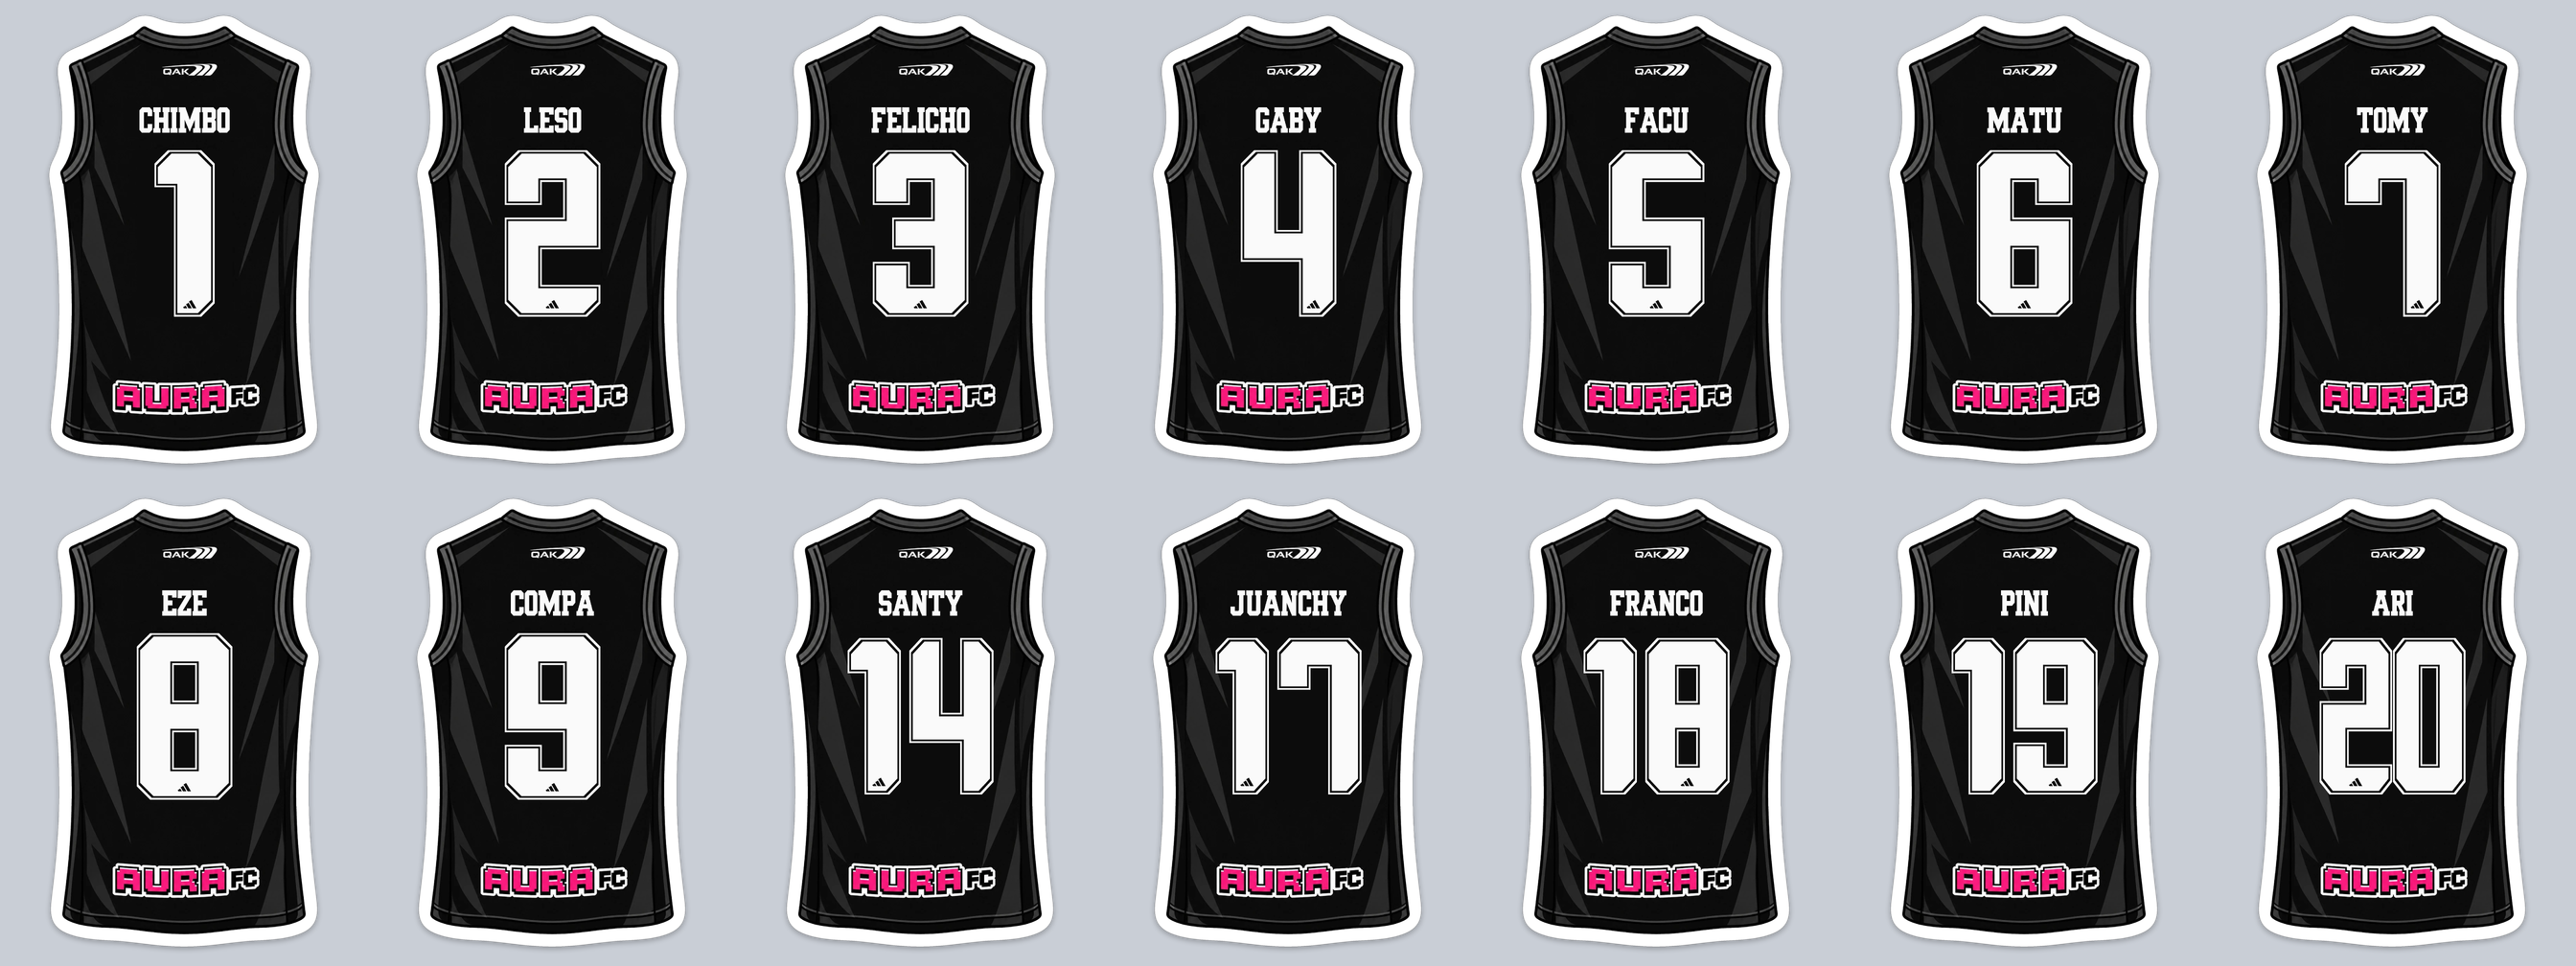 QAK
CHIMBO
1
AURA FC
QAK
LESO
2
AURA FC
QAK
FELICHO
3
AURA FC
QAK
GABY
4
AURA FC
QAK
FACU
5
AURA FC
QAK
MATU
6
AURA FC
QAK
TOMY
7
AURA FC
QAK
EZE
8
AURA FC
QAK
COMPA
9
AURA FC
QAK
SANTY
14
AURA FC
QAK
JUANCHY
17
AURA FC
QAK
FRANCO
18
AURA FC
QAK
PINI
19
AURA FC
QAK
ARI
20
AURA FC